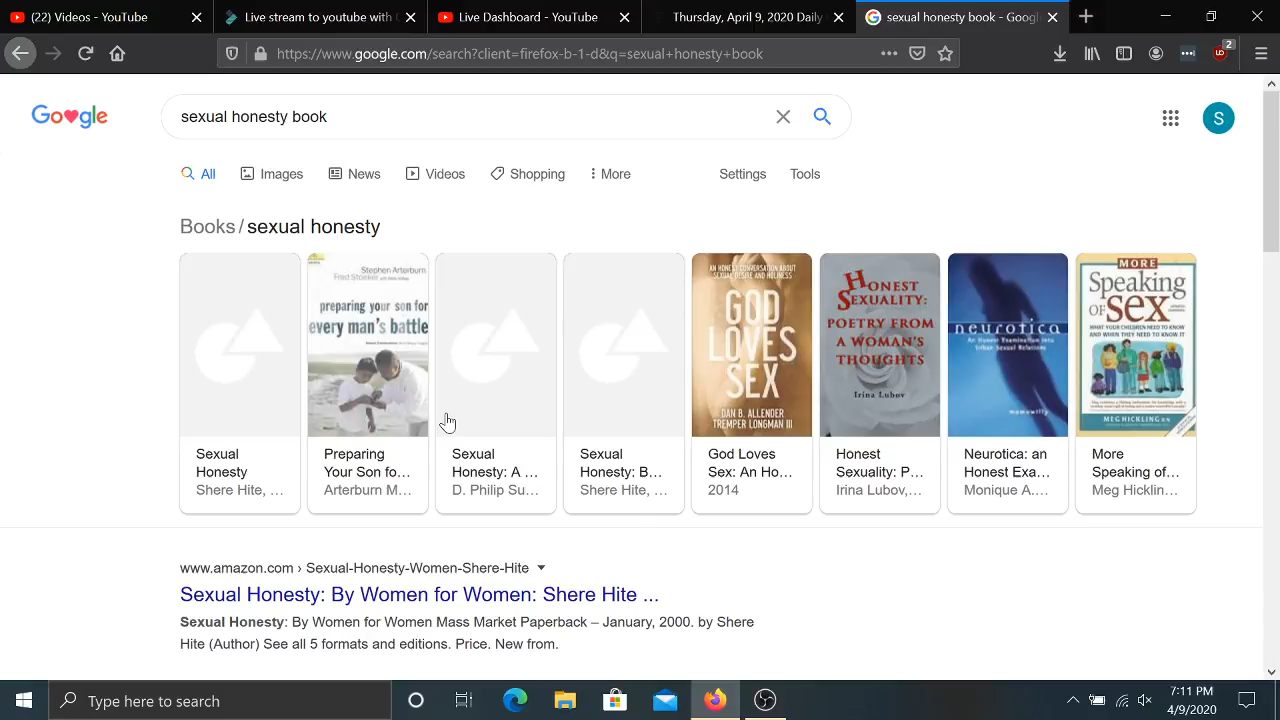 (22) Videos - YouTube
Live stream to youtube with
Live Dashboard - YouTube
Thursday, April 9, 2020 Daily
sexual honesty book - Google
https://www.google.com/search?client=firefox-b-1-d&q=sexual+honesty+book
2
Google
sexual honesty book
S
All
Images
News
Videos
Shopping
More
Settings
Tools
Books/sexual honesty
Stephen Arterburn
Fred Stoeker
preparing your son for
every man's battle
AN HONEST CONVERSATION ABOUT
SEXUAL DESIRE AND HOLINESS
GOD
LOVES
SEX
DAN B. ALLENDER
TREMPER LONGMAN III
HONEST
SEXUALITY:
POETRY FROM
A WOMAN'S
THOUGHTS
Irina Lubov
neurotica
An Honest Examination into
Urban Sexual Relations
MORE
Speaking
of sex
WHAT YOUR CHILDREN NEED TO KNOW
AND WHEN THEY NEED TO KNOW IT
MEG HICKLING
Sexual
Honesty
Shere Hite, ...
Preparing
Your Son fo...
Arterburn M...
Sexual
Honesty: A ...
D. Philip Su...
Sexual
Honesty: B...
Shere Hite, ...
God Loves
Sex: An Ho...
2014
Honest
Sexuality: P...
Irina Lubov,...
Neurotica: an
Honest Exa...
Monique A....
More
Speaking of...
Meg Hicklin...
www.amazon.com › Sexual-Honesty-Women-Shere-Hite
Sexual Honesty: By Women for Women: Shere Hite ...
Sexual Honesty: By Women for Women Mass Market Paperback – January, 2000. by Shere
Hite (Author) See all 5 formats and editions. Price. New from.
Type here to search
7:11 PM
4/9/2020